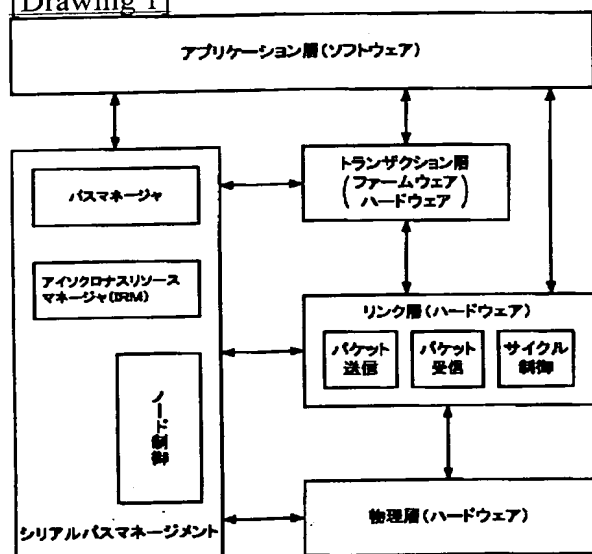 Drawing 1
アプリケーション層(ソフトウェア)
トランザクション層
(ファームウェア
ハードウェア)
バスマネージャ
アイソクロナスリソース
マネージャ(IRM)
リンク層(ハードウェア)
パケット
送信
パケット
受信
サイクル
制御
ノード制御
シリアルバスマネージメント
物理層(ハードウェア)